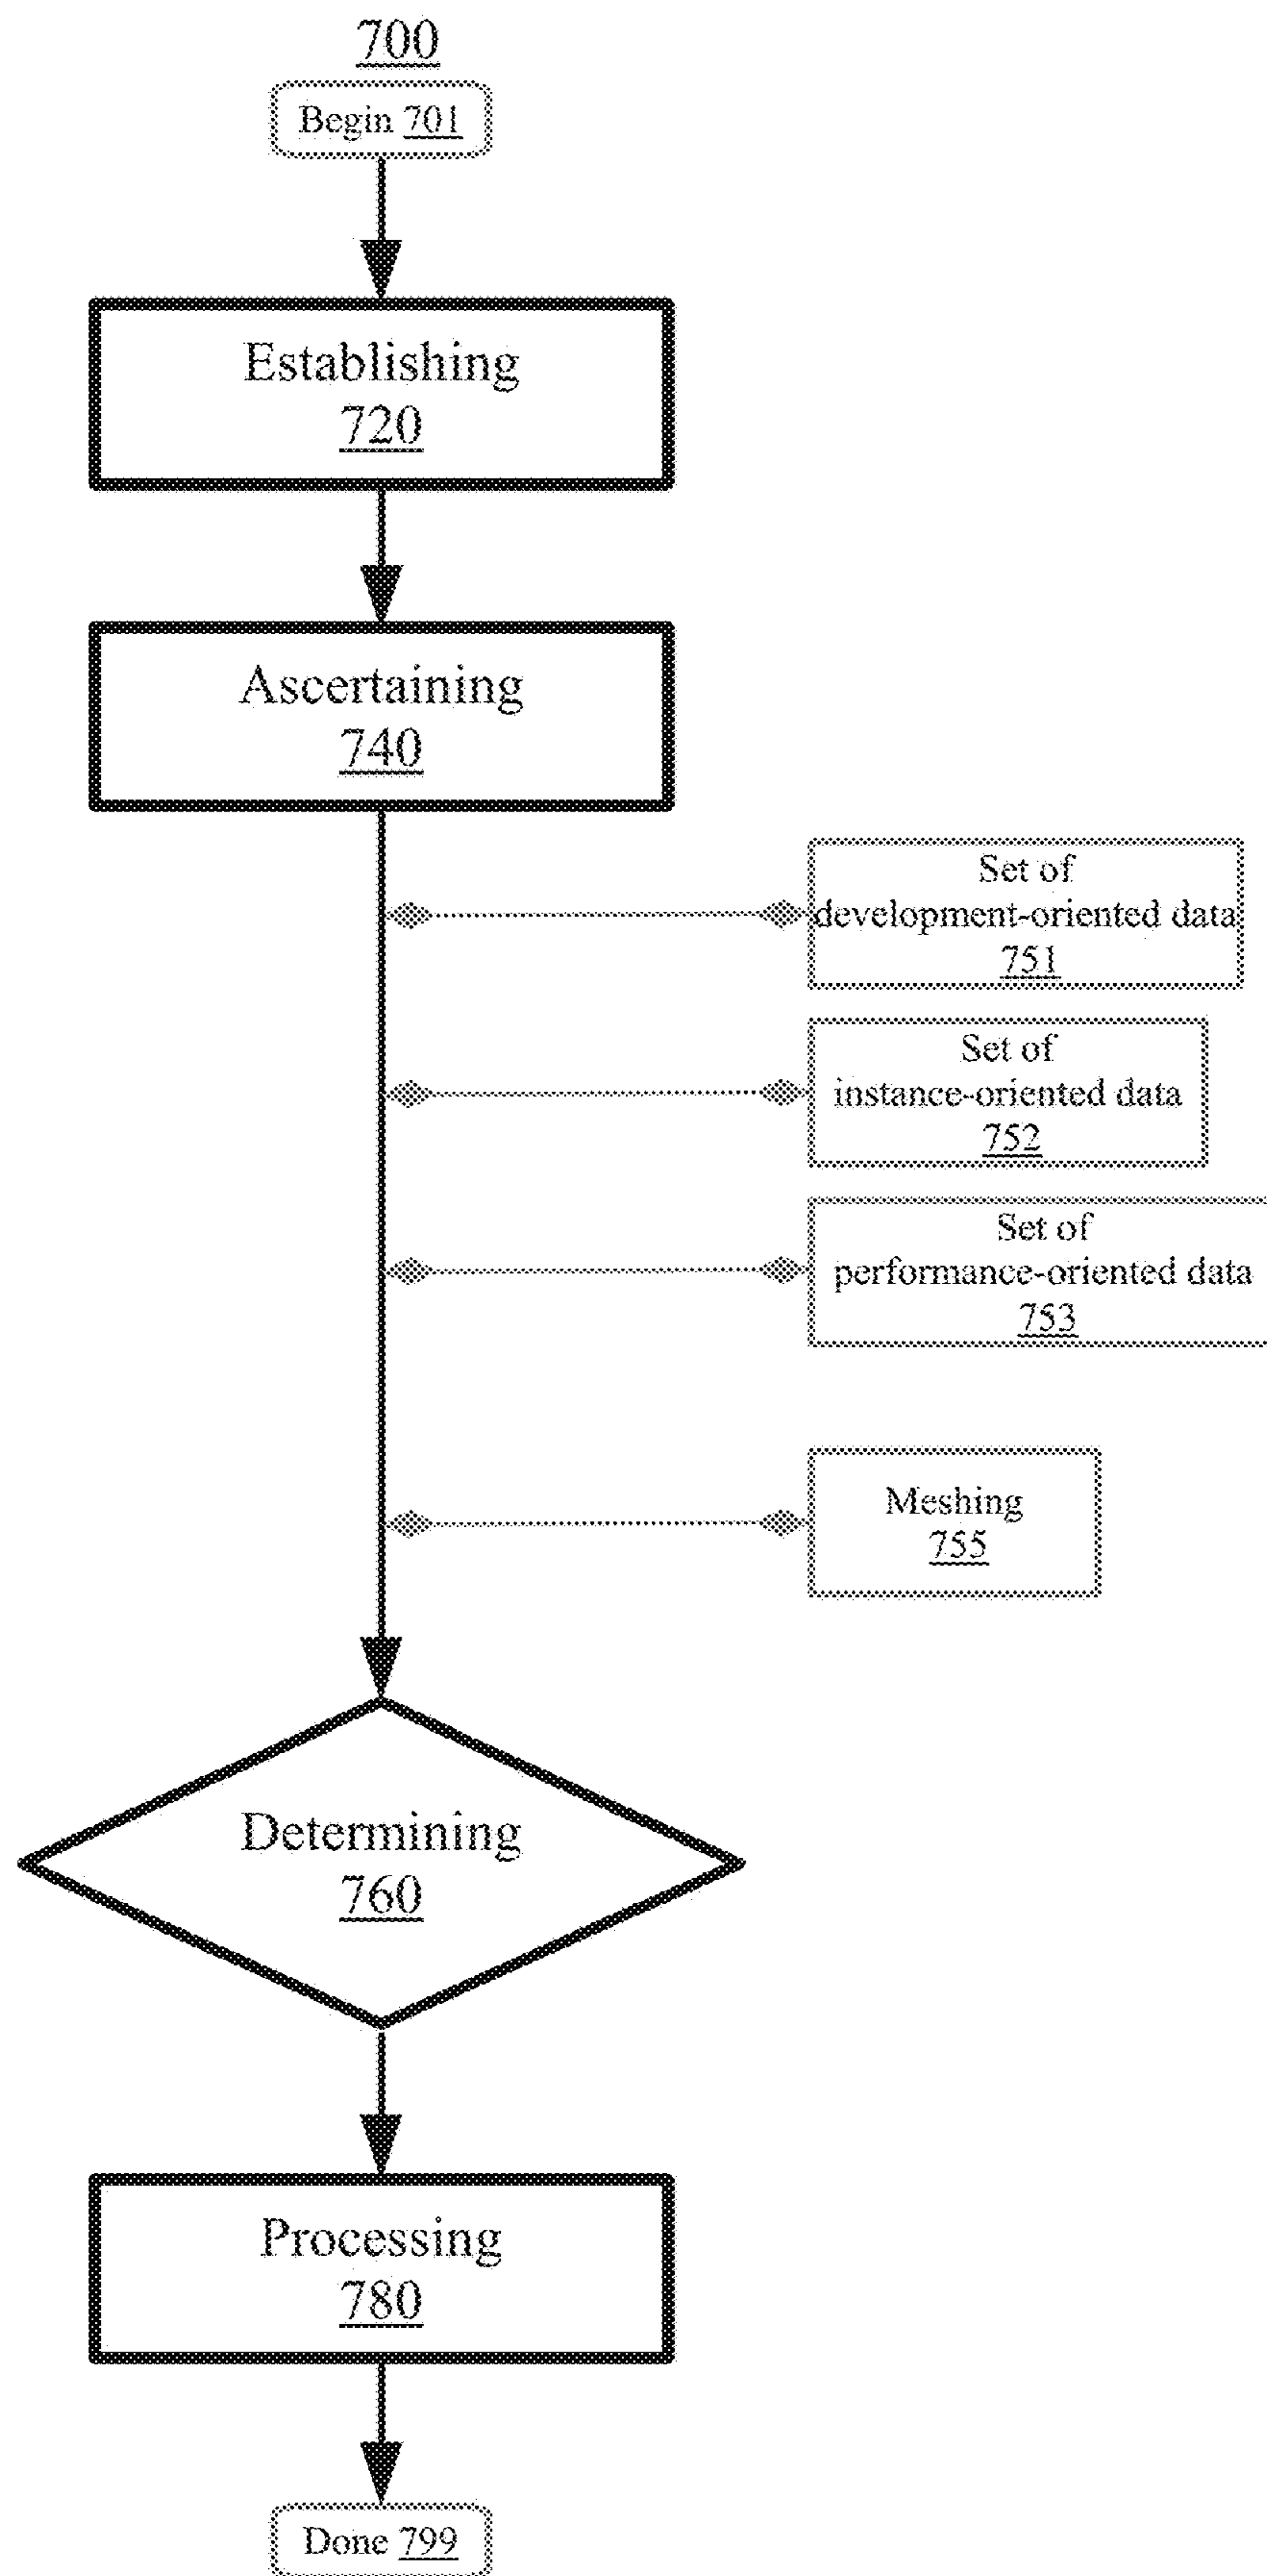 700
Begin 701
Establishing
720
Ascertaining
740
Set of
development-oriented data
751
Set of
instance-oriented data
752
Set of
performance-oriented data
753
Meshing
755
Determining
760
Processing
780
Done 799